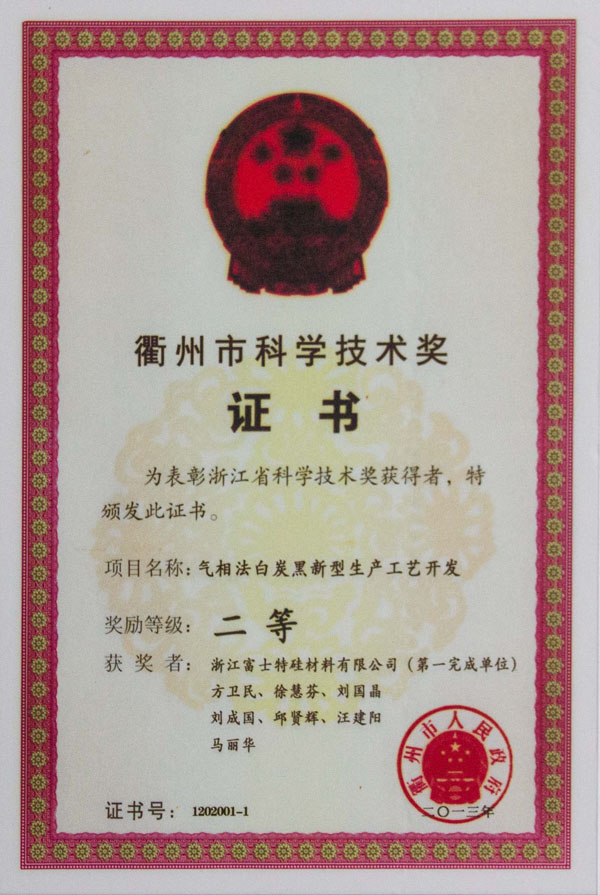 衢州市科学技术奖
证书
为表彰浙江省科学技术奖获得者，特
颁发此证书。
项目名称：气相法白炭黑新型生产工艺开发
奖励等级：二等
获奖者：浙江富士特硅材料有限公司（第一完成单位）
方卫民、徐慧芬、刘国晶
刘成国、邱贤辉、汪建阳
马丽华
衢州市人民政府
证书号：1202001-1
二〇一三年